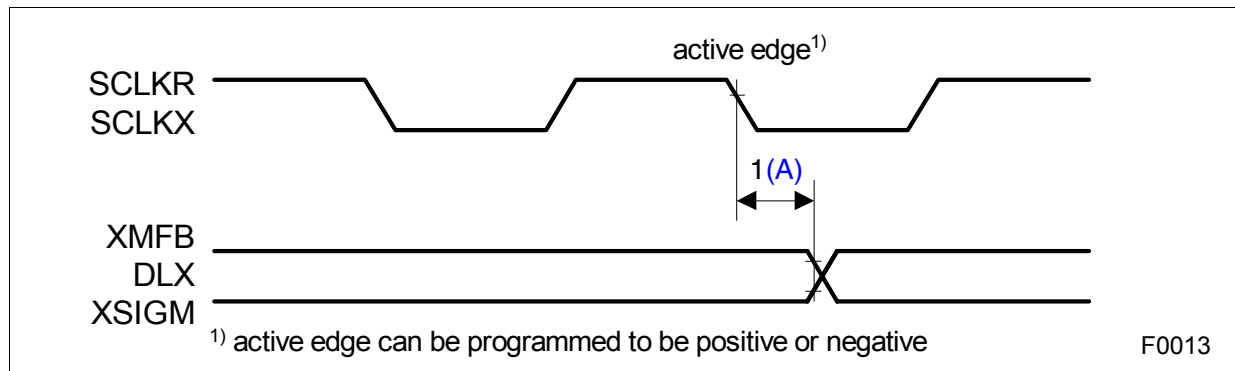 active edge1)
SCLKR
SCLKX
1(A)
XMFB
DLX
XSIGM
1) active edge can be programmed to be positive or negative
F0013